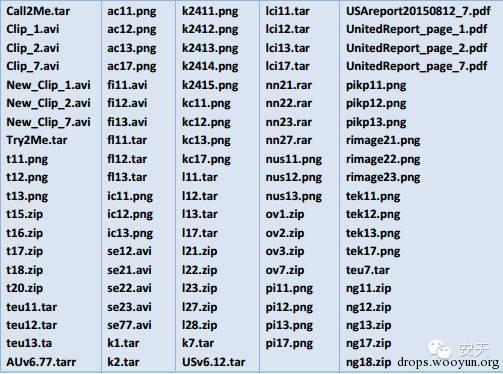 Call2Me.tar ac11.png k2411.png lci11.tar USAreport20150812_7.pdf
Clip_1.avi ac12.png k2412.png lci12.tar UnitedReport_page_1.pdf
Clip_2.avi ac13.png k2413.png lci13.tar UnitedReport_page_2.pdf
Clip_7.avi ac17.png k2414.png lci17.tar UnitedReport_page_7.pdf
New_Clip_1.avi fi11.avi k2415.png nn21.rar pikp11.png
New_Clip_2.avi fi12.avi kc11.png nn22.rar pikp12.png
New_Clip_7.avi fi13.avi kc12.png nn23.rar pikp13.png
Try2Me.tar fl11.tar kc13.png nn27.rar rimage21.png
t11.png fl12.tar kc17.png nus11.png rimage22.png
t12.png fl13.tar l11.tar nus12.png rimage23.png
t13.png ic11.png l12.tar nus13.png tek11.png
t15.zip ic12.png l13.tar ov1.zip tek12.png
t16.zip ic13.png l17.tar ov2.zip tek13.png
t17.zip se12.avi l21.zip ov3.zip tek17.png
t18.zip se21.avi l22.zip ov7.zip teu7.tar
t20.zip se22.avi l23.zip pi11.png ng11.zip
teu11.tar se23.avi l27.zip pi12.png ng12.zip
teu12.tar se77.avi l28.zip pi13.png ng13.zip
teu13.ta k1.tar k7.tar pi17.png ng17.zip
AUv6.77.tarr k2.tar USv6.12.tar ng18.zip
安天
drops.wooyun.org